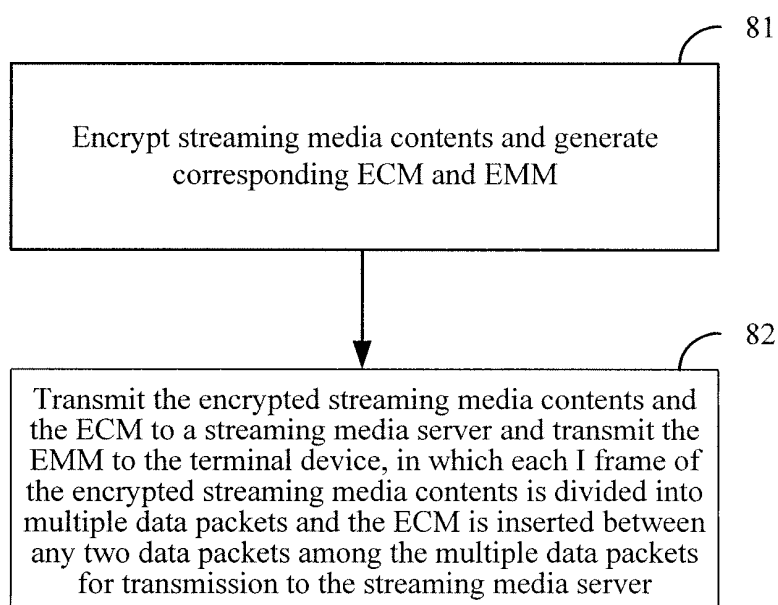 81
Encrypt streaming media contents and generate
corresponding ECM and EMM
82
Transmit the encrypted streaming media contents and
the ECM to a streaming media server and transmit the
EMM to the terminal device, in which each I frame of
the encrypted streaming media contents is divided into
multiple data packets and the ECM is inserted between
any two data packets among the multiple data packets
for transmission to the streaming media server